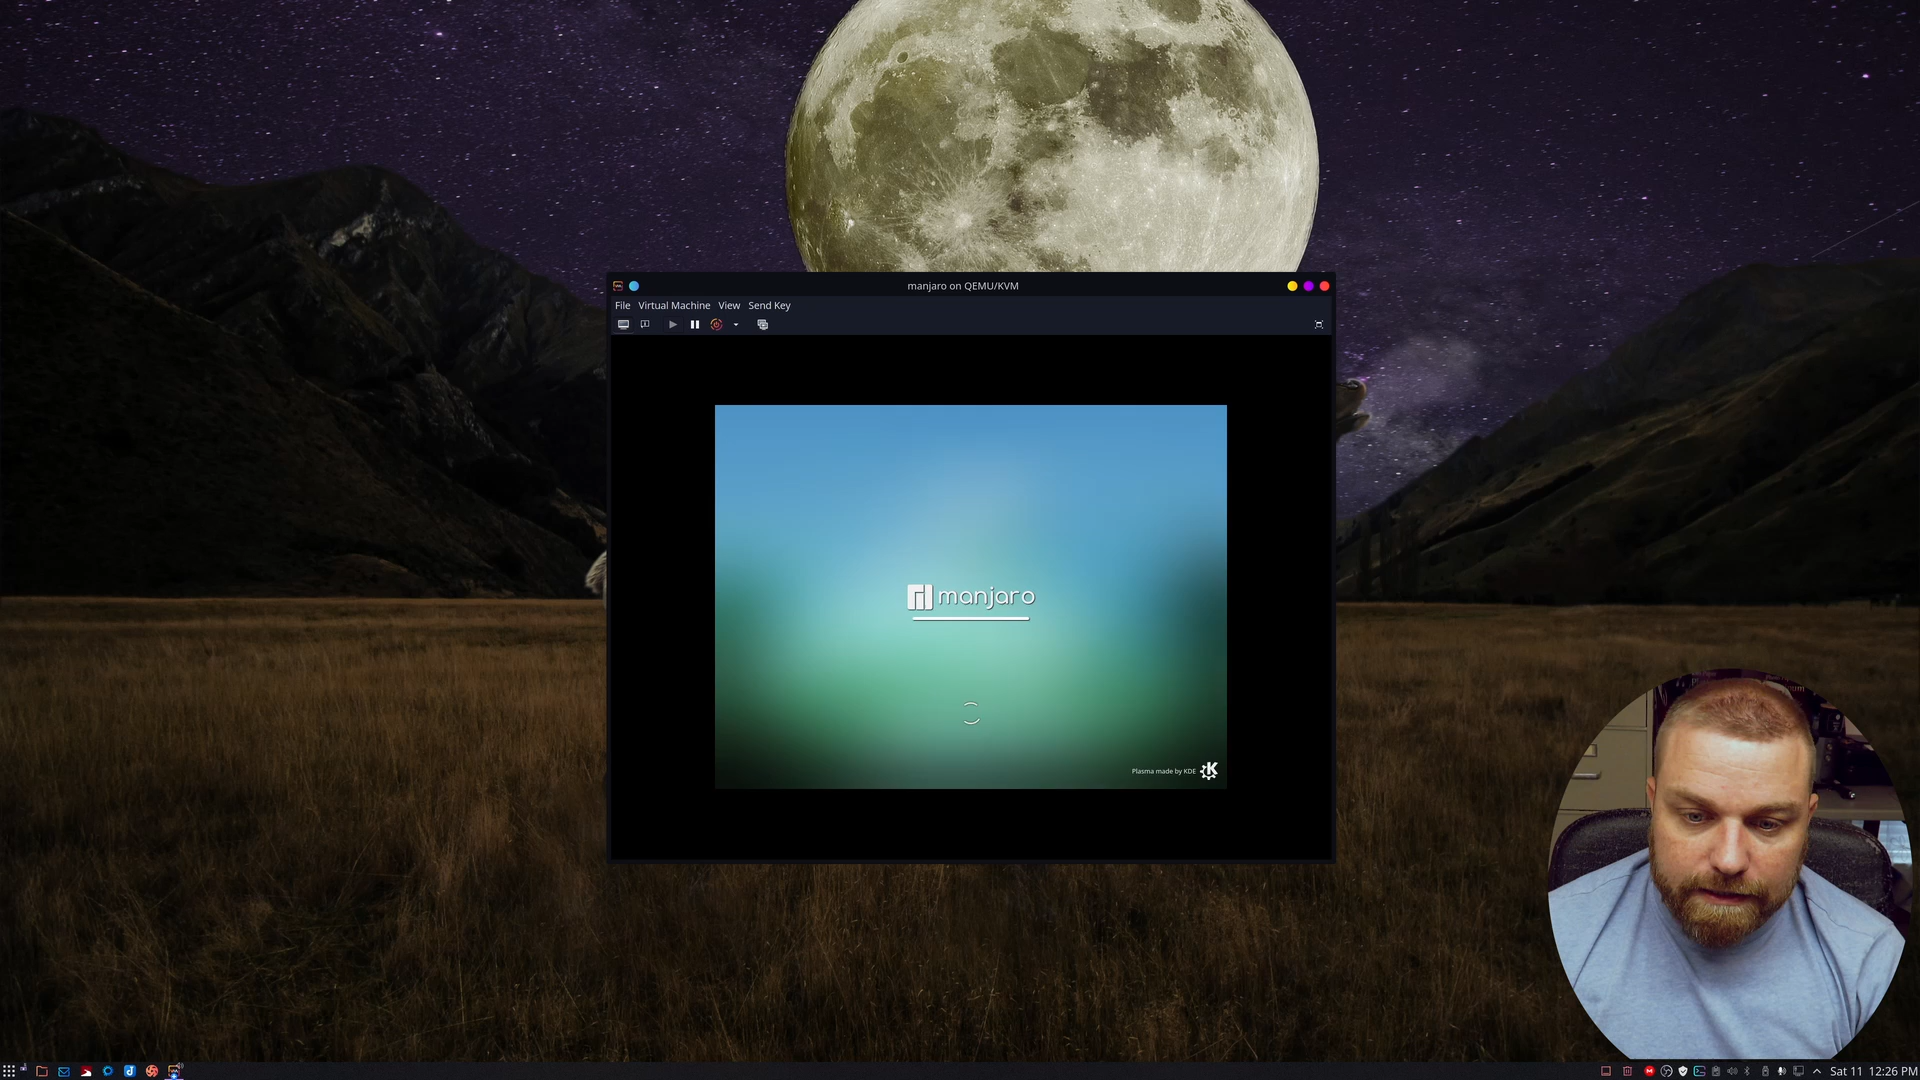 manjaro on QEMU/KVM
File Virtual Machine View Send Key
manjaro
Plasma made by KDE
Sat 11 12:26 PM